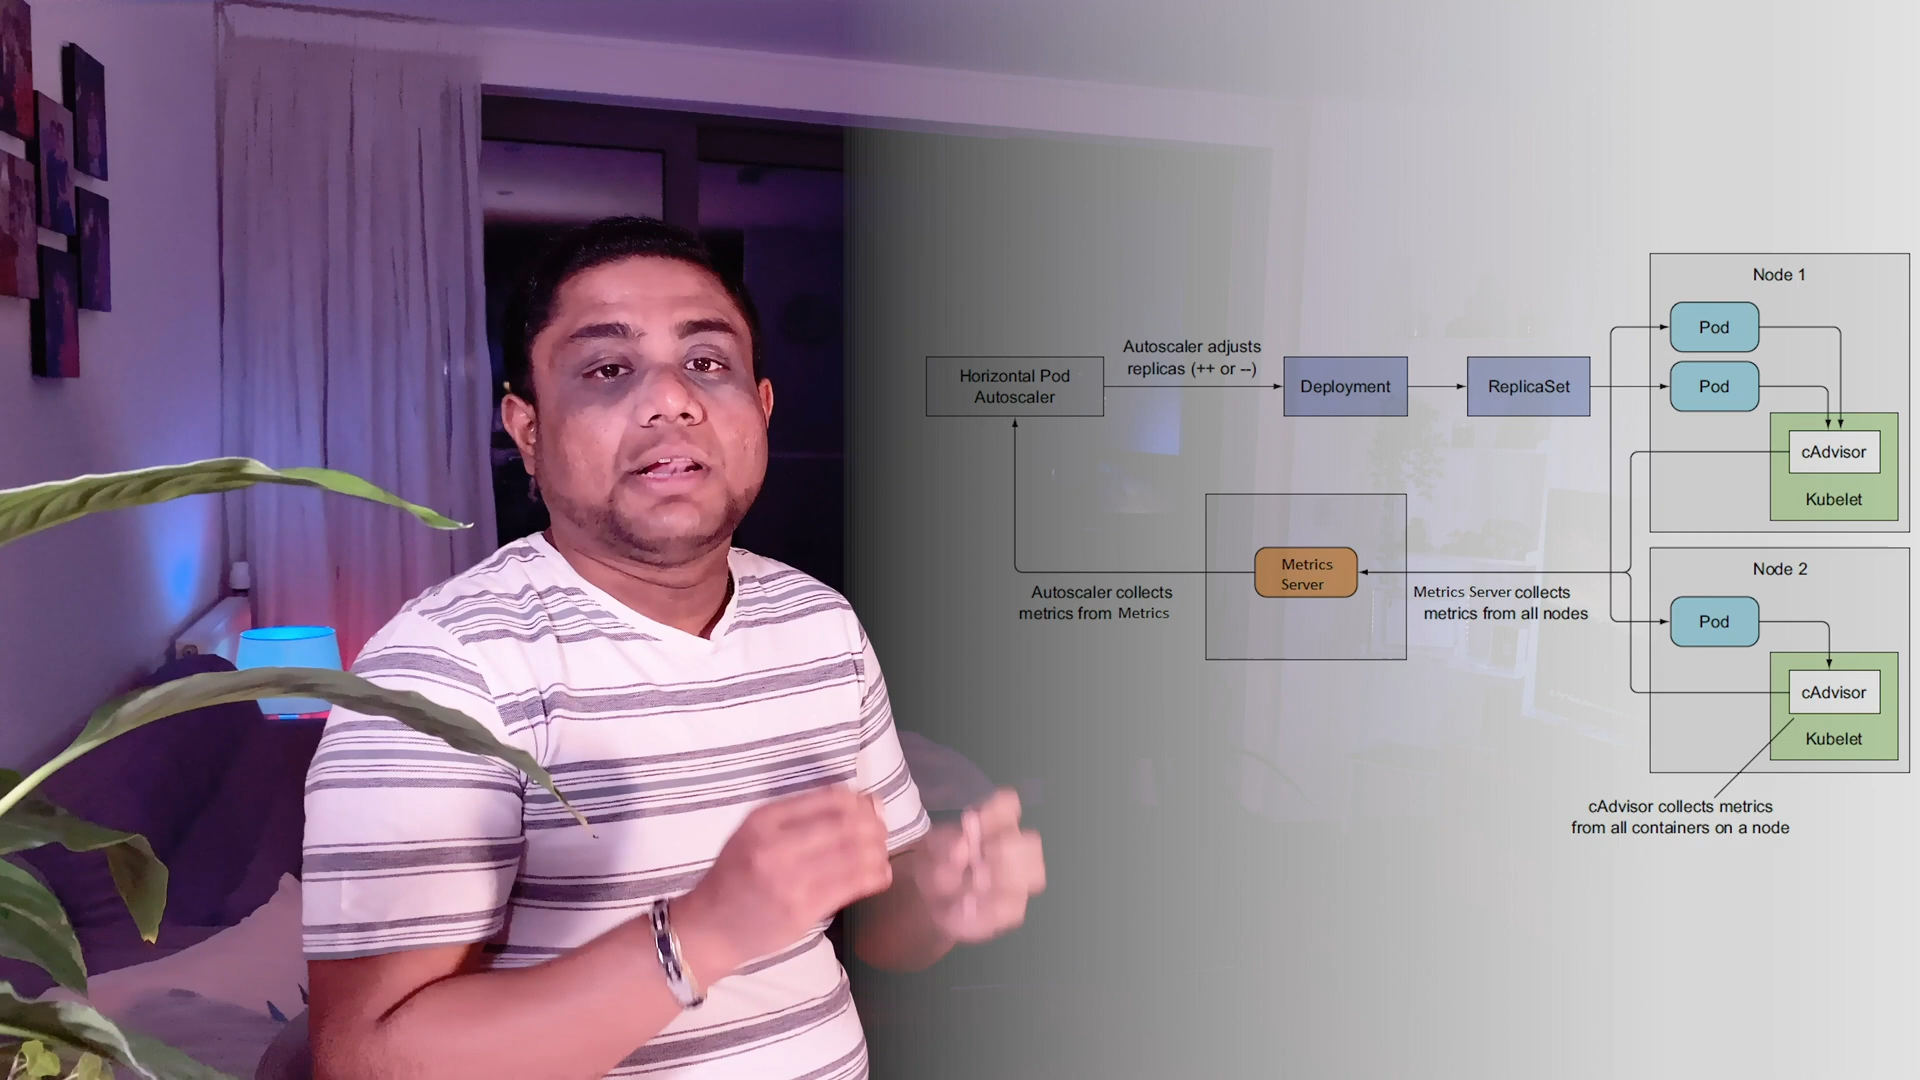 Node 1
Pod
Autoscaler adjusts
replicas (++ or --)
Horizontal Pod
Autoscaler
Deployment
ReplicaSet
Pod
cAdvisor
Kubelet
Metrics
Server
Autoscaler collects
metrics from Metrics
Metrics Server collects
metrics from all nodes
Node 2
Pod
cAdvisor
Kubelet
cAdvisor collects metrics
from all containers on a node